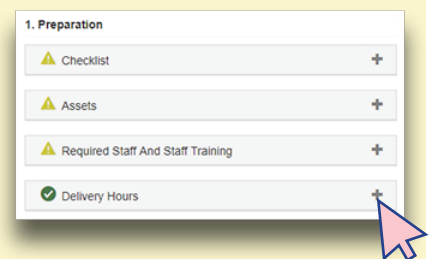 1. Preparation
Checklist
Assets
Required Staff And Staff Training
Delivery Hours